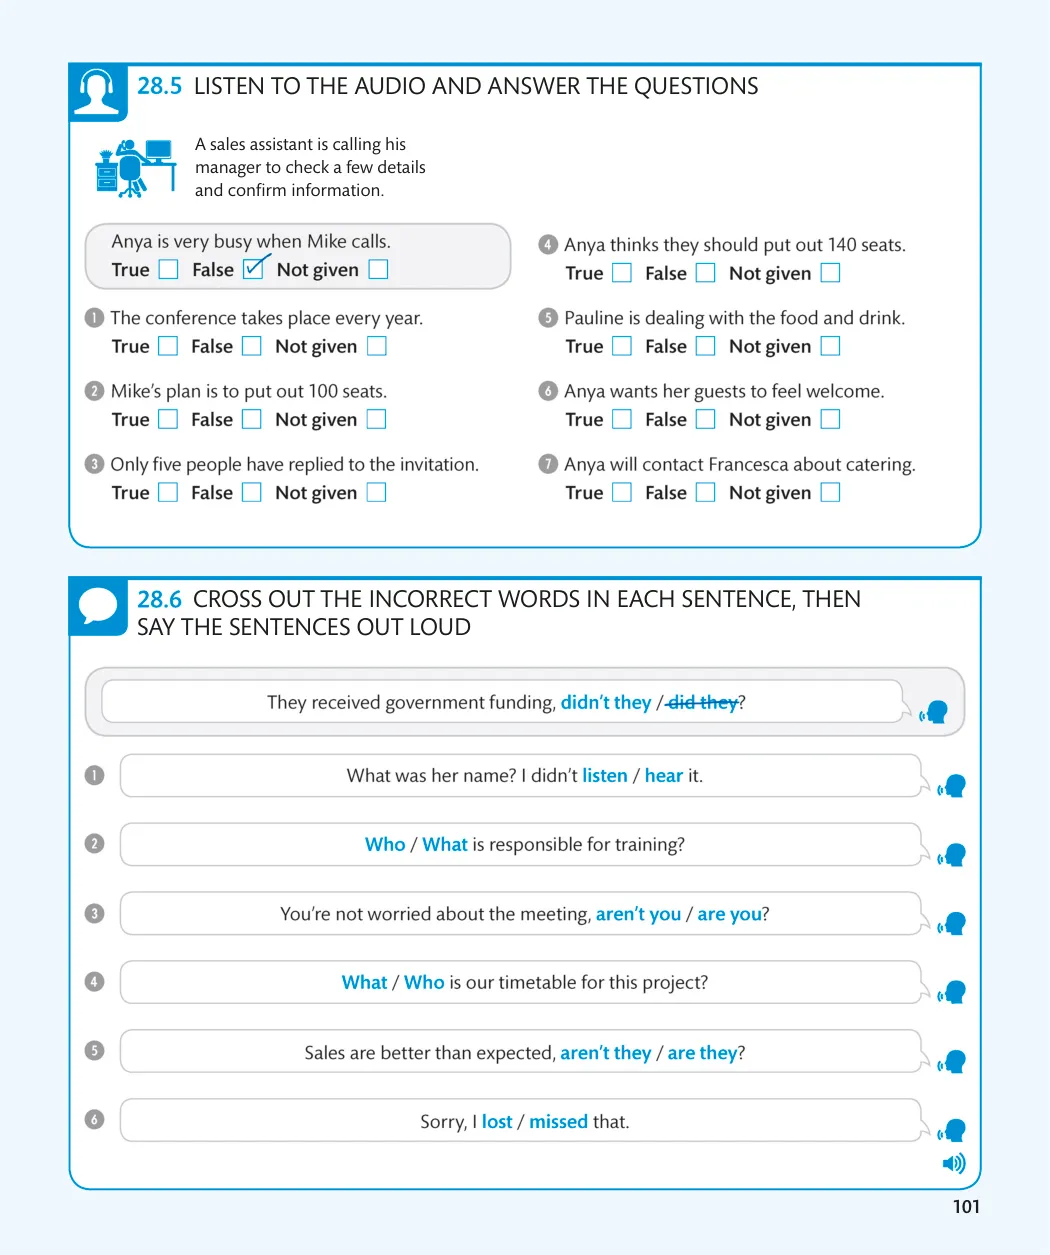 28.5 LISTEN TO THE AUDIO AND ANSWER THE QUESTIONS
A sales assistant is calling his
manager to check a few details
and confirm information.
Anya is very busy when Mike calls.
True False Not given
1 The conference takes place every year.
True False Not given
2 Mike's plan is to put out 100 seats.
True False Not given
3 Only five people have replied to the invitation.
True False Not given
4 Anya thinks they should put out 140 seats.
True False Not given
5 Pauline is dealing with the food and drink.
True False Not given
6 Anya wants her guests to feel welcome.
True False Not given
7 Anya will contact Francesca about catering.
True False Not given
28.6 CROSS OUT THE INCORRECT WORDS IN EACH SENTENCE, THEN
SAY THE SENTENCES OUT LOUD
They received government funding, didn't they / did they?
1 What was her name? I didn't listen / hear it.
2 Who / What is responsible for training?
3 You're not worried about the meeting, aren't you / are you?
4 What / Who is our timetable for this project?
5 Sales are better than expected, aren't they / are they?
6 Sorry, I lost / missed that.
101